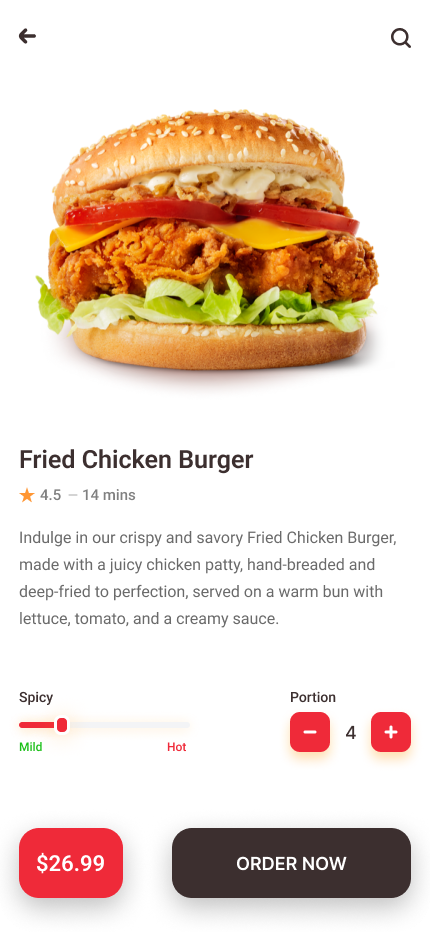 Fried Chicken Burger
4.5 — 14 mins
Indulge in our crispy and savory Fried Chicken Burger,
made with a juicy chicken patty, hand-breaded and
deep-fried to perfection, served on a warm bun with
lettuce, tomato, and a creamy sauce.
Spicy
Portion
4
Mild
Hot
$26.99
ORDER NOW